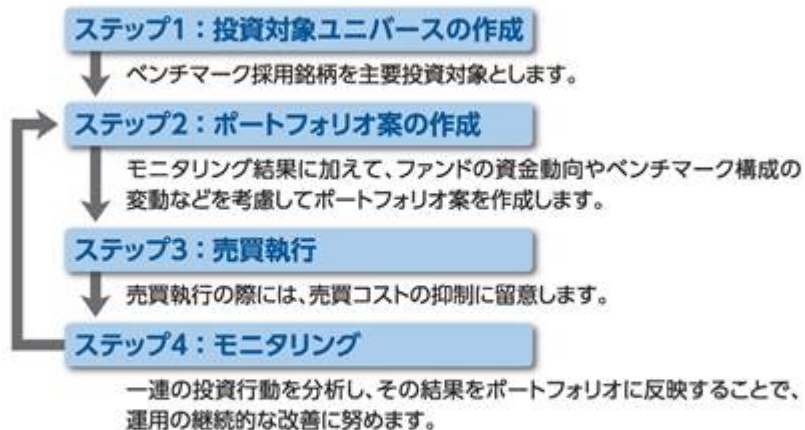 ステップ1：投資対象ユニバースの作成
ベンチマーク採用銘柄を主要投資対象とします。
ステップ2：ポートフォリオ案の作成
モニタリング結果に加えて、ファンドの資金動向やベンチマーク構成の
変動などを考慮してポートフォリオ案を作成します。
ステップ3：売買執行
売買執行の際には、売買コストの抑制に留意します。
ステップ4：モニタリング
一連の投資行動を分析し、その結果をポートフォリオに反映することで、
運用の継続的な改善に努めます。